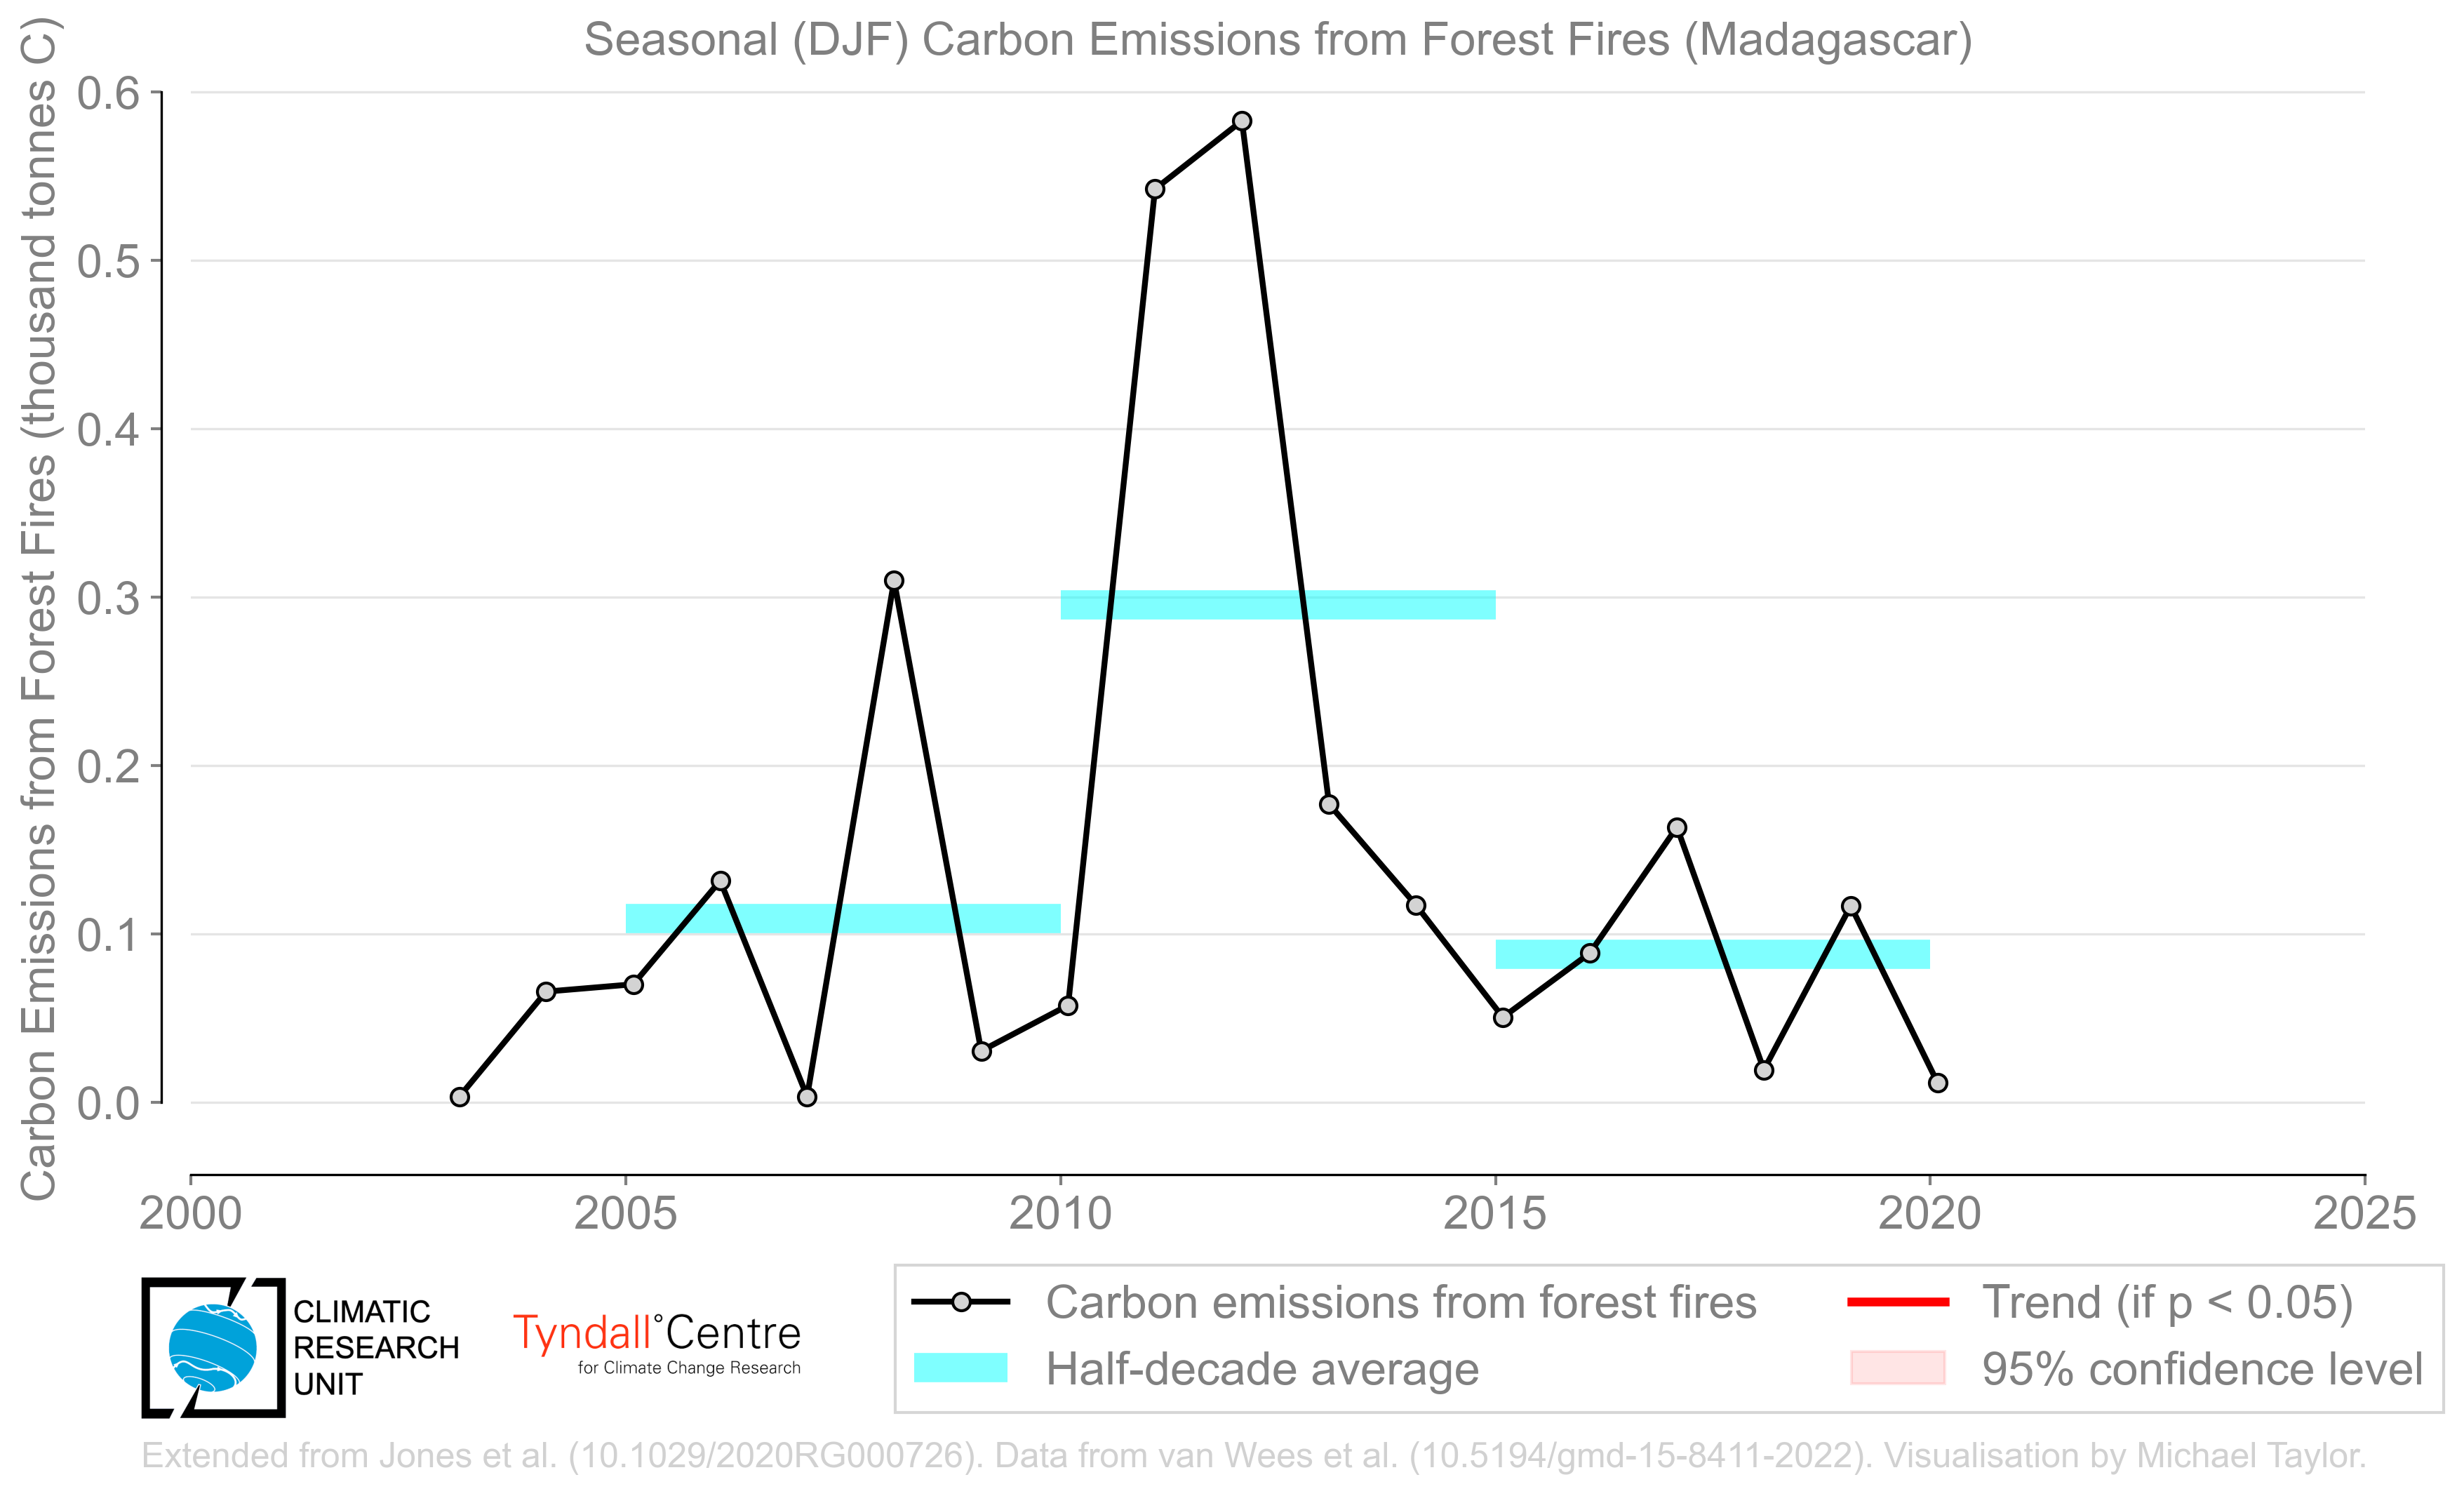 Seasonal (DJF) Carbon Emissions from Forest Fires (Madagascar)
Carbon Emissions from Forest Fires (thousand tonnes C)
0.6
0.5
0.4
0.3
0.2
0.1
0.0
2000 2005 2010 2015 2020 2025
CLIMATIC
RESEARCH
UNIT
Tyndall°Centre
for Climate Change Research
Carbon emissions from forest fires
Half-decade average
Trend (if p < 0.05)
95% confidence level
Extended from Jones et al. (10.1029/2020RG000726). Data from van Wees et al. (10.5194/gmd-15-8411-2022). Visualisation by Michael Taylor.